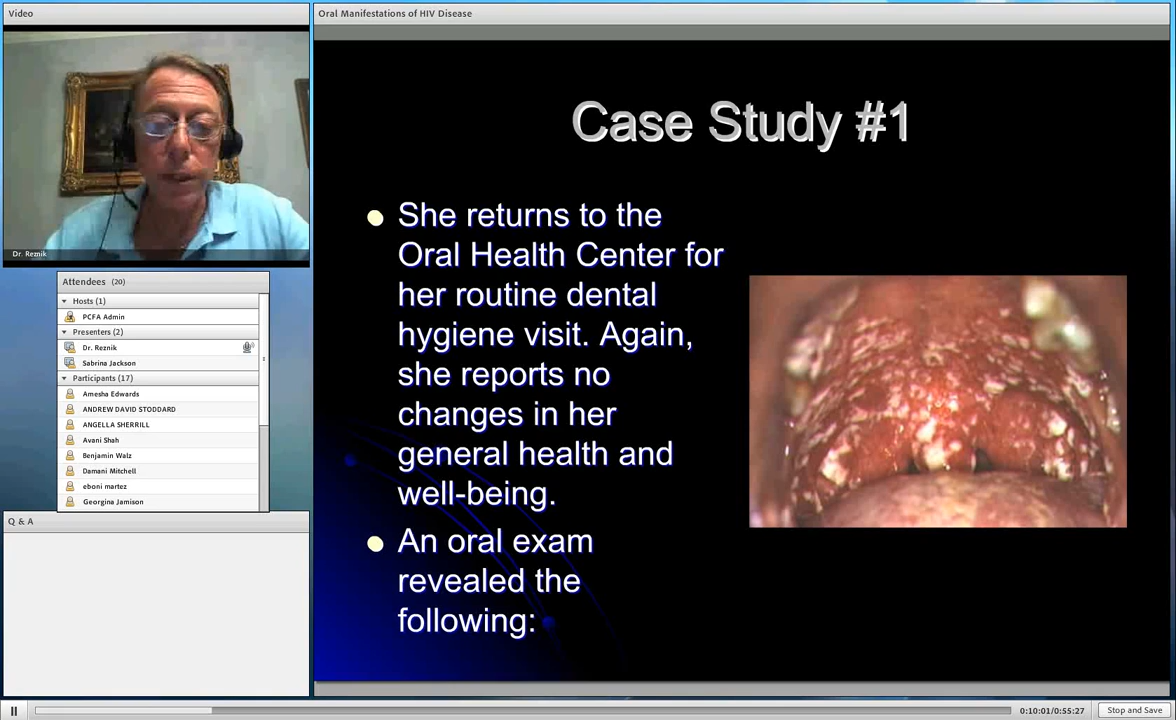 Video
Oral Manifestations of HIV Disease
Dr. Reznik
Attendees (20)
Hosts (1)
PCFA Admin
Presenters (2)
Dr. Reznik
Sabrina Jackson
Participants (17)
Amesha Edwards
ANDREW DAVID STODDARD
ANGELLA SHERRILL
Avani Shah
Benjamin Walz
Damani Mitchell
eboni martez
Georgina Jamison
Q & A
Case Study #1
She returns to the
Oral Health Center for
her routine dental
hygiene visit. Again,
she reports no
changes in her
general health and
well-being.
An oral exam
revealed the
following:
0:10:01/0:55:27
Stop and Save